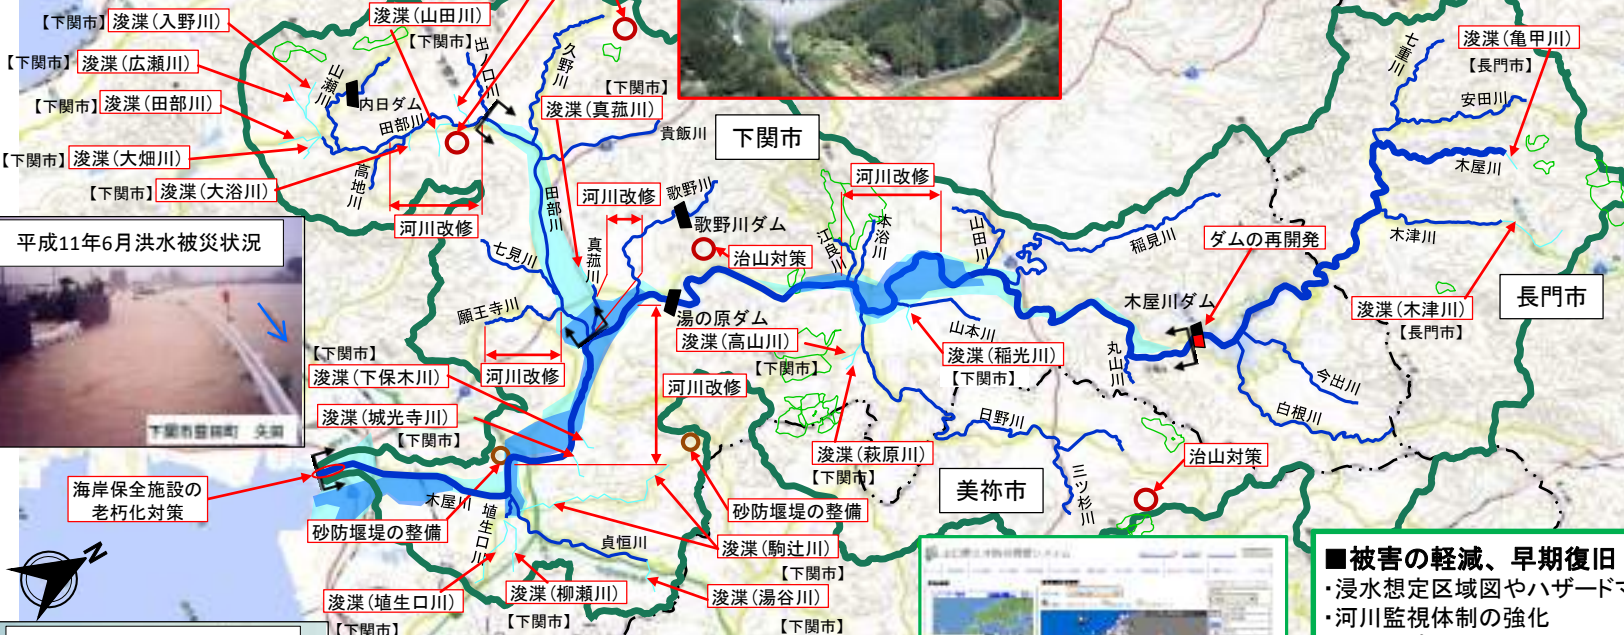 【下関市】
浚渫（入野川）
浚渫（山田川）
【下関市】
【下関市】
浚渫（広瀬川）
【下関市】
浚渫（田部川）
【下関市】
浚渫（大畑川）
【下関市】
浚渫（大浴川）
山瀬川
内日ダム
田部川
高地川
出ノ口川
久野川
【下関市】
浚渫（真菰川）
貴飯川
下関市
河川改修
河川改修
歌野川
歌野川ダム
治山対策
田部川
真菰川
七見川
願王寺川
河川改修
湯の原ダム
河川改修
江良川
本浴川
山田川
稲見川
ダムの再開発
木屋川ダム
七重川
浚渫（亀甲川）
【長門市】
安田川
木屋川
木津川
浚渫（木津川）
【長門市】
長門市
平成11年6月洪水被災状況
【下関市】
浚渫（下保木川）
浚渫（城光寺川）
【下関市】
河川改修
浚渫（高山川）
【下関市】
山本川
浚渫（稲光川）
【下関市】
丸山川
今出川
白根川
日野川
浚渫（萩原川）
【下関市】
三ツ杉川
治山対策
美祢市
海岸保全施設の
老朽化対策
木屋川
砂防堰堤の整備
埴生口川
貞恒川
砂防堰堤の整備
浚渫（駒辻川）
【下関市】
浚渫（埴生口川）
【下関市】
浚渫（柳瀬川）
【下関市】
浚渫（湯谷川）
【下関市】
N
■被害の軽減、早期復旧
・浸水想定区域図やハザードマ
・河川監視体制の強化